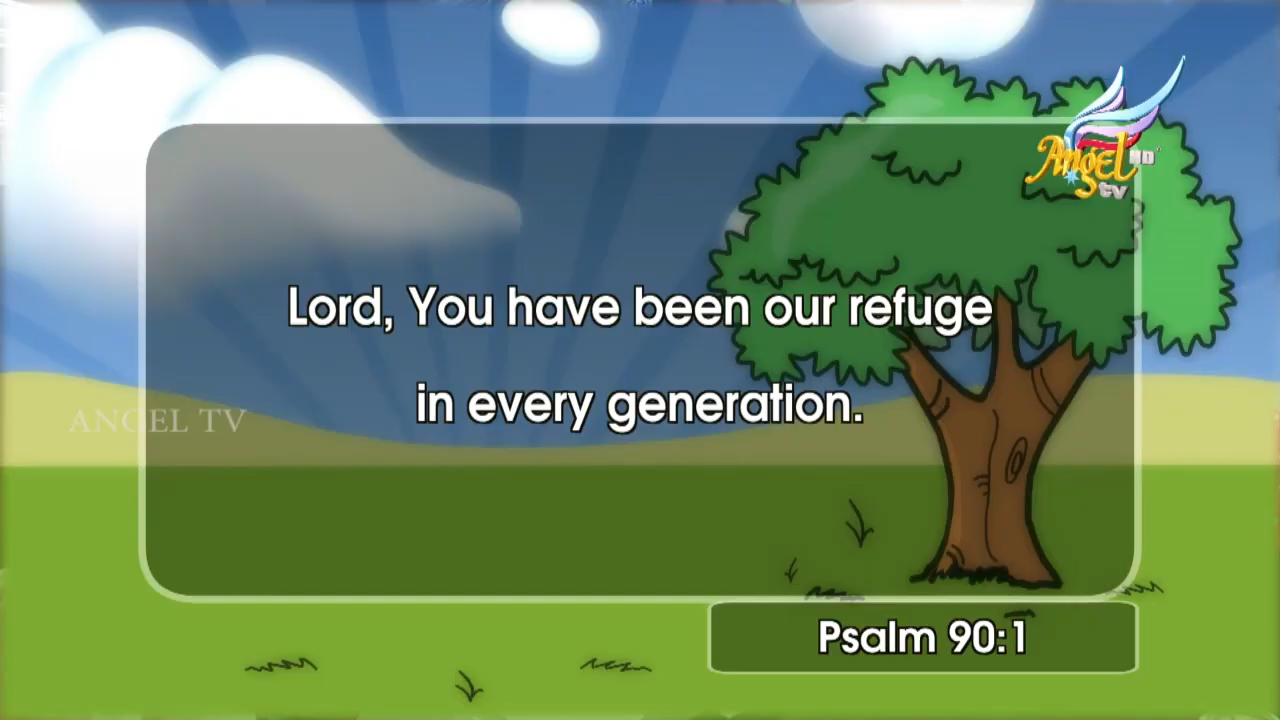 Angel HD
tv
Lord, You have been our refuge
in every generation.
ANGEL TV
Psalm 90:1